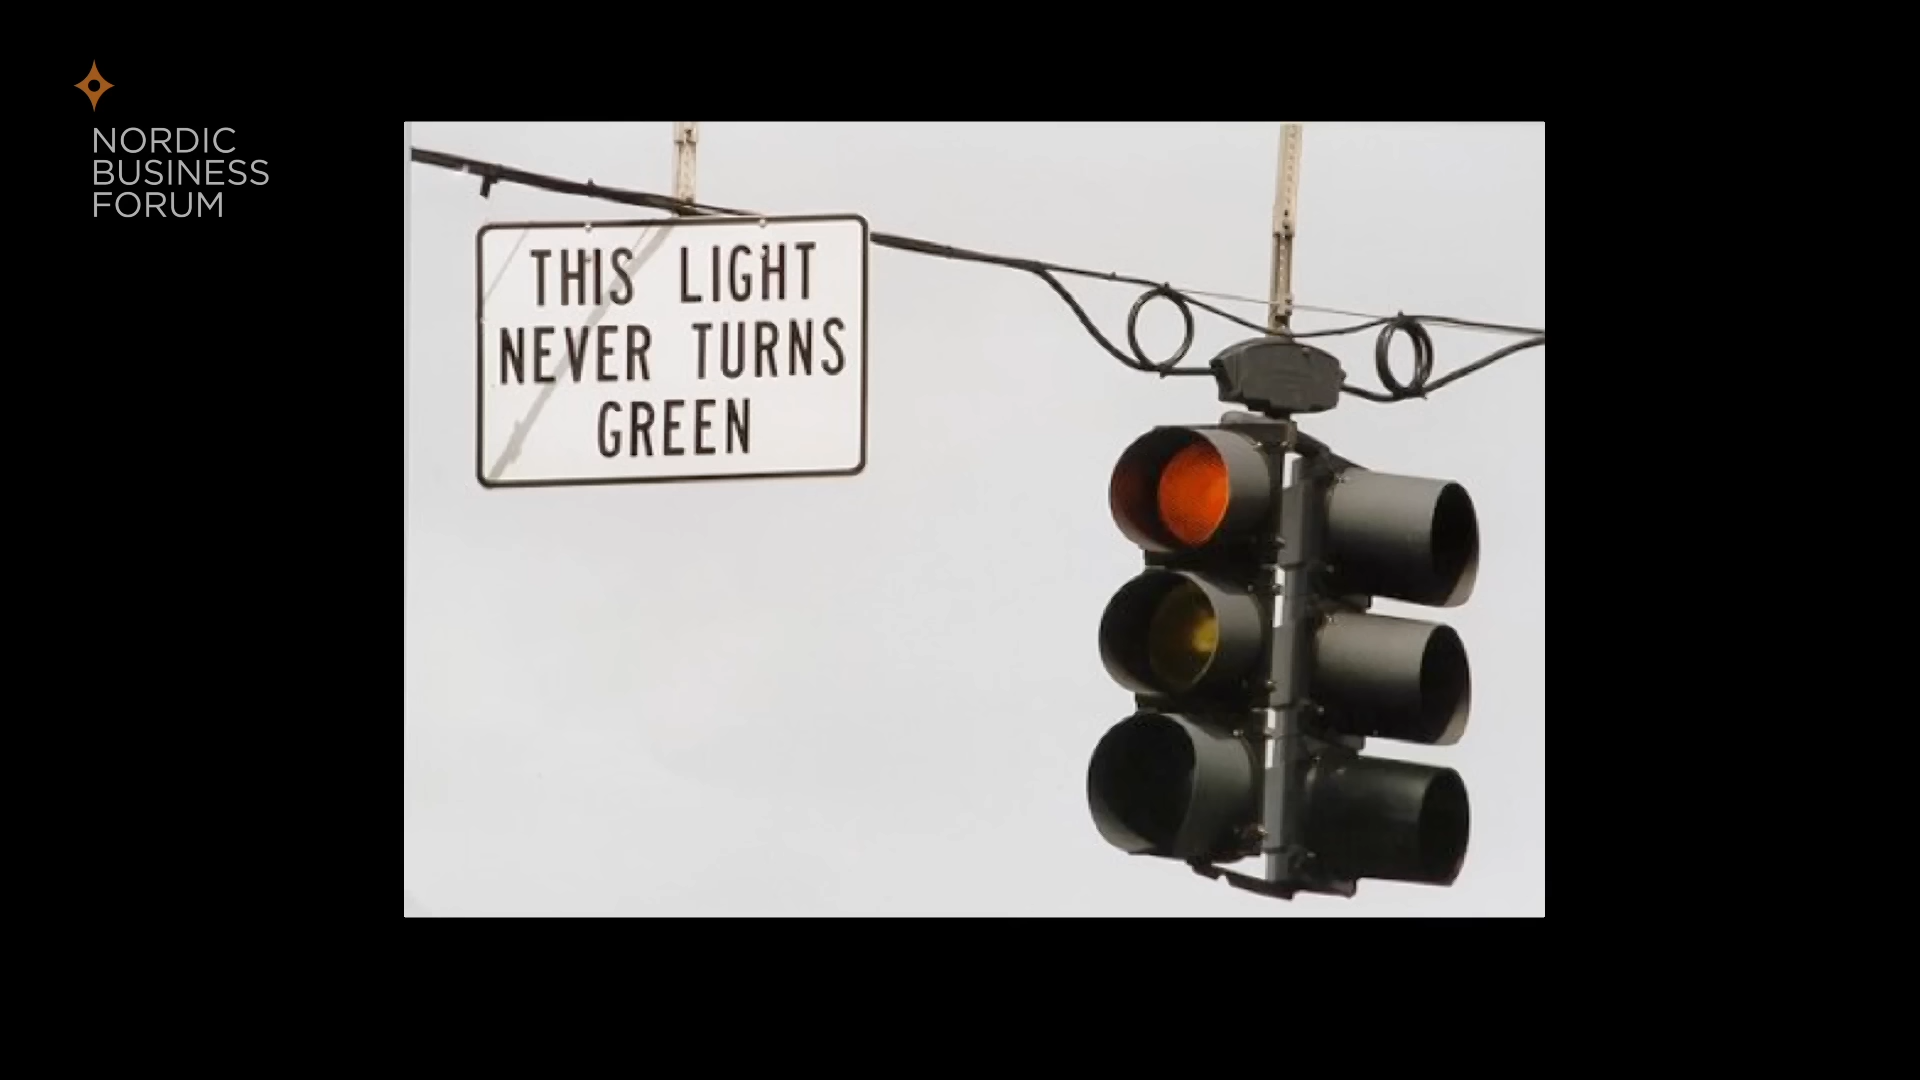 NORDIC
BUSINESS
FORUM
THIS LIGHT
NEVER TURNS
GREEN